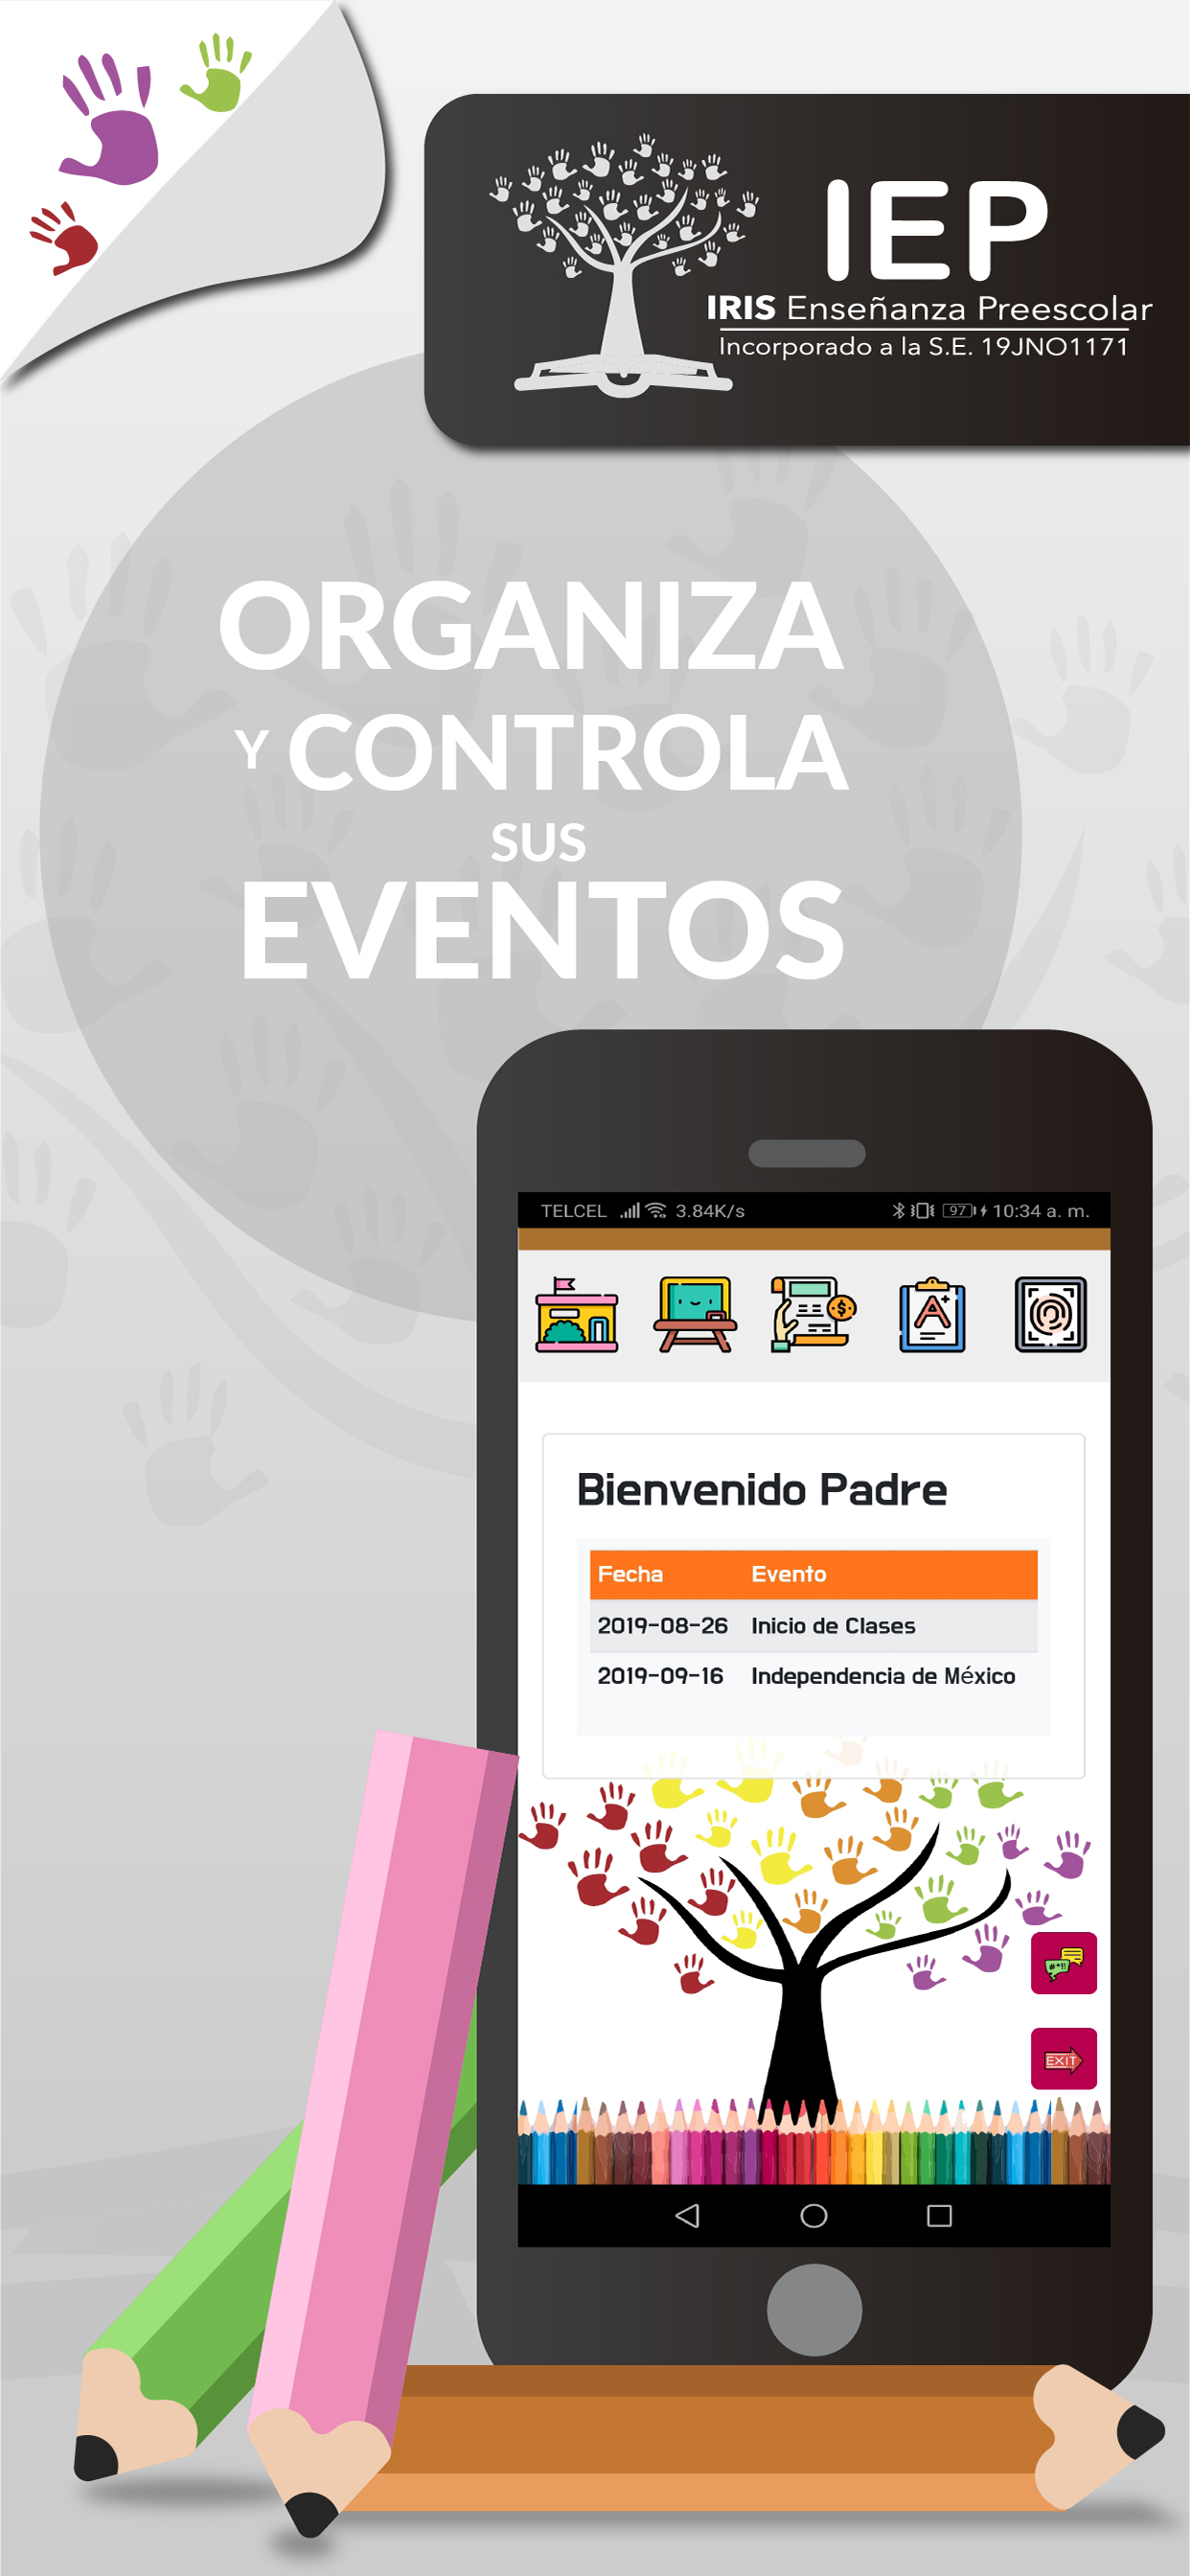 IEP
IRIS Enseñanza Preescolar
Incorporado a la S.E. 19JNO1171
ORGANIZA
Y CONTROLA
SUS
EVENTOS
TELCEL 3.84K/s 97 10:34 a. m.
A+
$
Bienvenido Padre
Fecha Evento
2019-08-26 Inicio de Clases
2019-09-16 Independencia de México
#*!!
EXIT